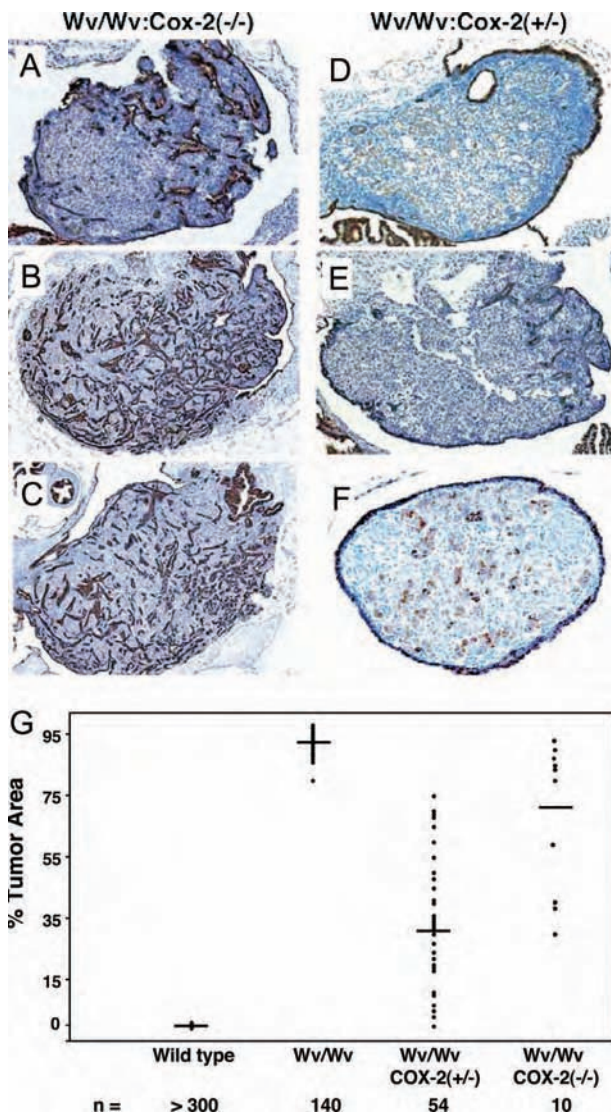 Wv/Wv:Cox-2(-/-) Wv/Wv:Cox-2(+/-)
A
D
B
E
C
F
G
% Tumor Area
95
75
55
35
15
0
Wild type Wv/Wv Wv/Wv Wv/Wv
COX-2(+/-) COX-2(-/-)
n = > 300 140 54 10